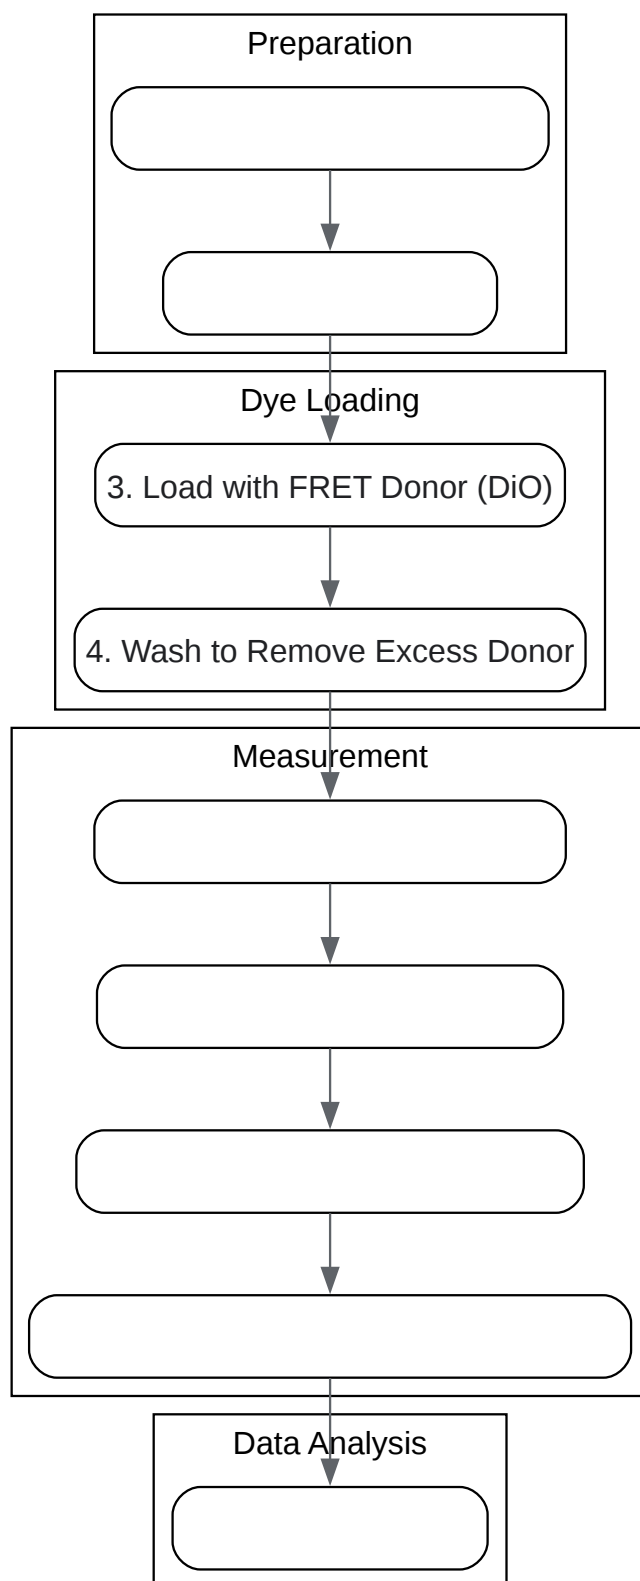 Preparation
Dye Loading
3. Load with FRET Donor (DiO)
4. Wash to Remove Excess Donor
Measurement
Data Analysis